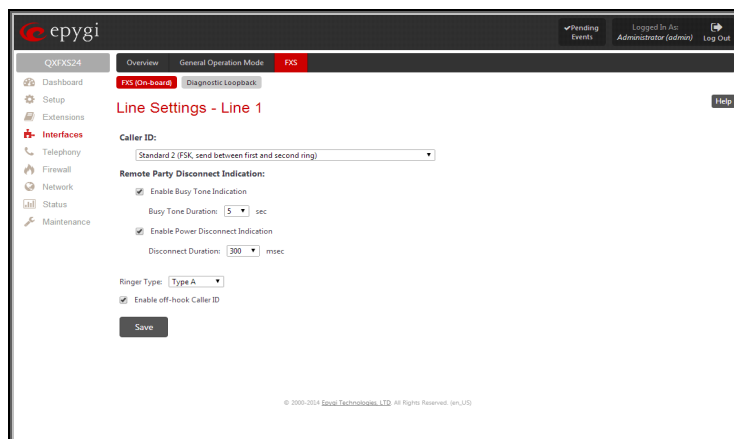 epygi
Pending Events
Logged In As:
Administrator (admin)
Log Out
QXFXS24
Overview
General Operation Mode
FXS
Dashboard
Setup
Extensions
Interfaces
Telephony
Firewall
Network
Status
Maintenance
FXS (On-board)
Diagnostic Loopback
Help
Line Settings - Line 1
Caller ID:
Standard 2 (FSK, send between first and second ring)
Remote Party Disconnect Indication:
Enable Busy Tone Indication
Busy Tone Duration: 5 sec
Enable Power Disconnect Indication
Disconnect Duration: 300 msec
Ringer Type: Type A
Enable off-hook Caller ID
Save
© 2000-2014 Epygi Technologies, LTD. All Rights Reserved. (en_US)